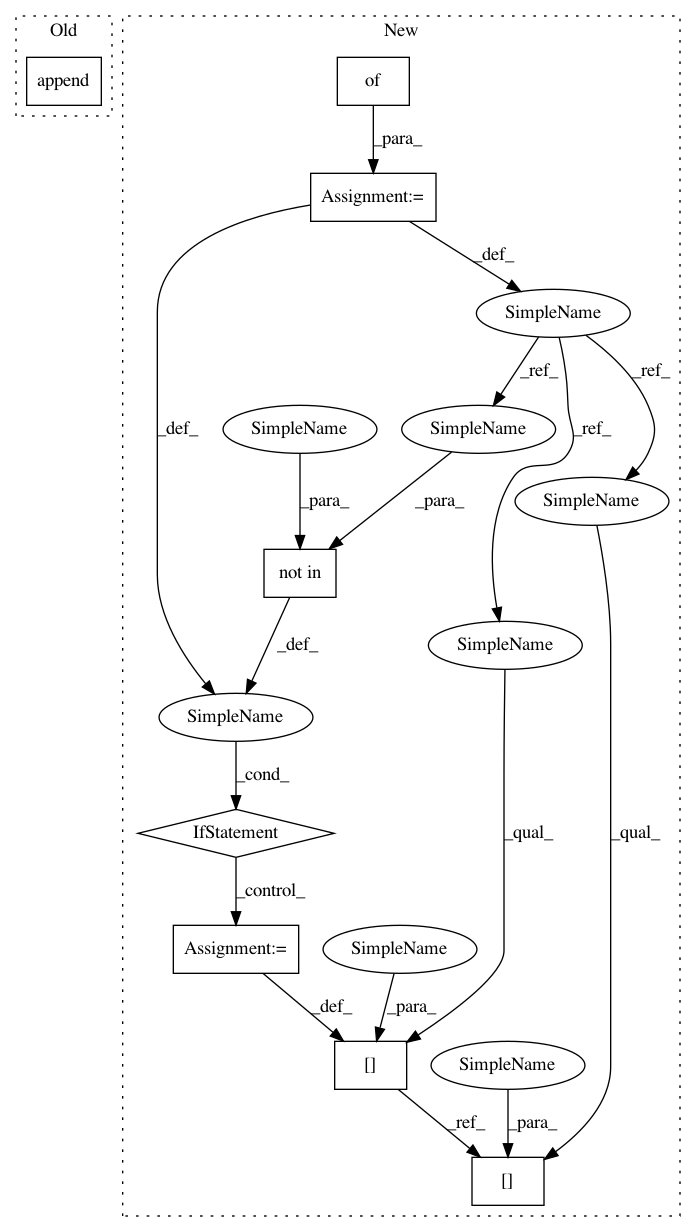 Old
New
append
of
_para_
Assignment:=
_def_
SimpleName
_ref_
_ref_
_def_
_ref_
SimpleName
SimpleName
SimpleName
_para_
_para_
not in
SimpleName
_def_
SimpleName
_cond_
IfStatement
_qual_
_qual_
_control_
Assignment:=
SimpleName
_def_
_para_
[]
SimpleName
_ref_
_para_
[]